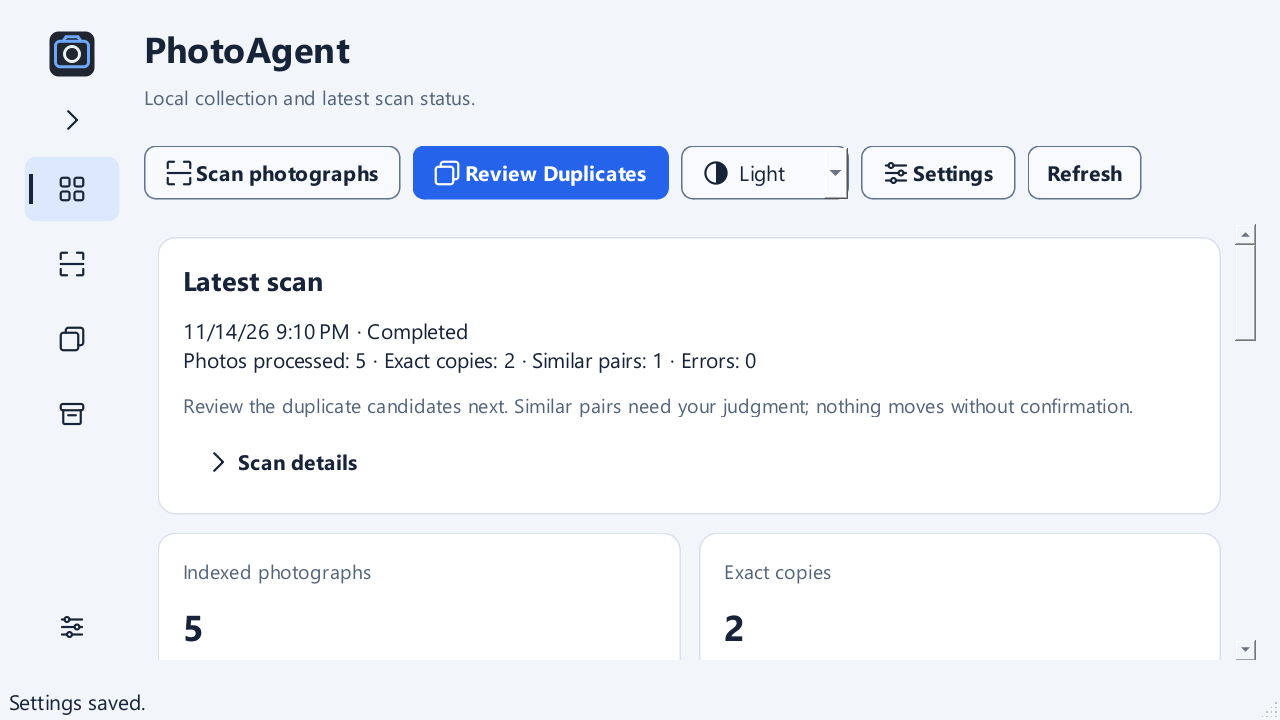 PhotoAgent
Local collection and latest scan status.
Scan photographs
Review Duplicates
Light
Settings
Refresh
Latest scan
11/14/26 9:10 PM · Completed
Photos processed: 5 · Exact copies: 2 · Similar pairs: 1 · Errors: 0
Review the duplicate candidates next. Similar pairs need your judgment; nothing moves without confirmation.
Scan details
Indexed photographs
5
Exact copies
2
Settings saved.